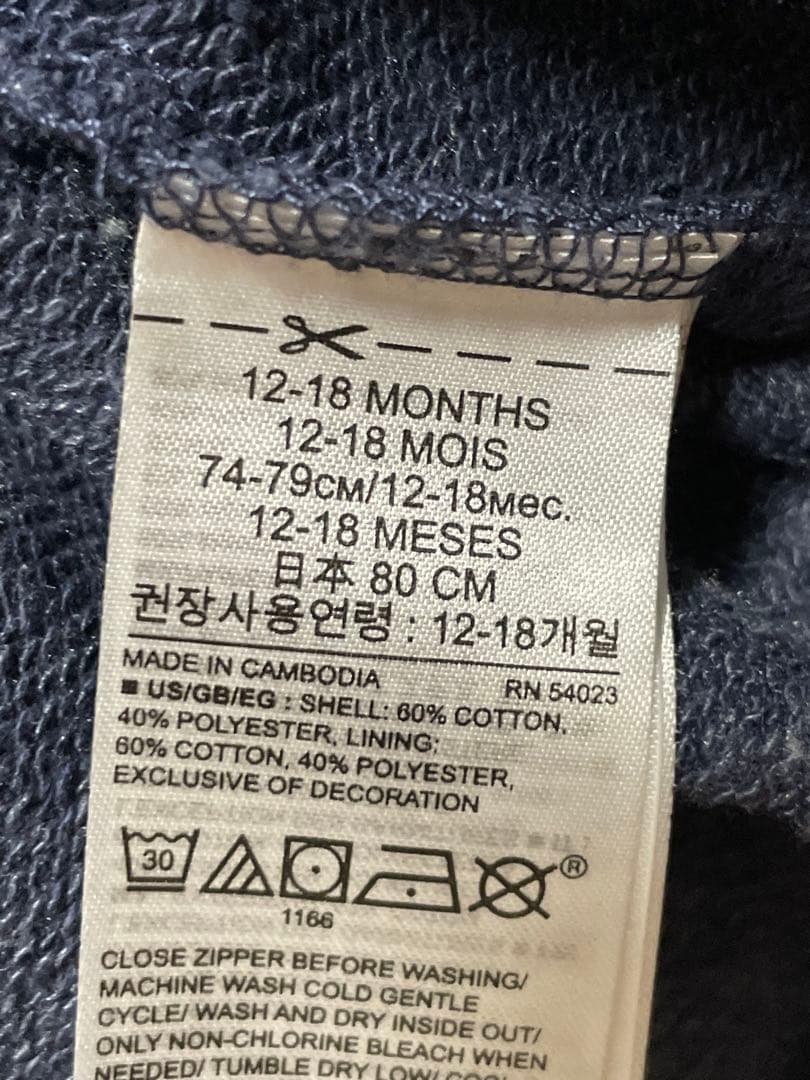 12-18 MONTHS
12-18 MOIS
74-79см/12-18мес.
12-18 MESES
日本 80 CM
권장사용연령 : 12-18개월
MADE IN CAMBODIA RN 54023
■ US/GB/EG : SHELL: 60% COTTON,
40% POLYESTER, LINING:
60% COTTON, 40% POLYESTER,
EXCLUSIVE OF DECORATION
30
®
1166
CLOSE ZIPPER BEFORE WASHING/
MACHINE WASH COLD GENTLE
CYCLE/ WASH AND DRY INSIDE OUT/
ONLY NON-CHLORINE BLEACH WHEN
NEEDED/ TUMBLE DRY LOW/